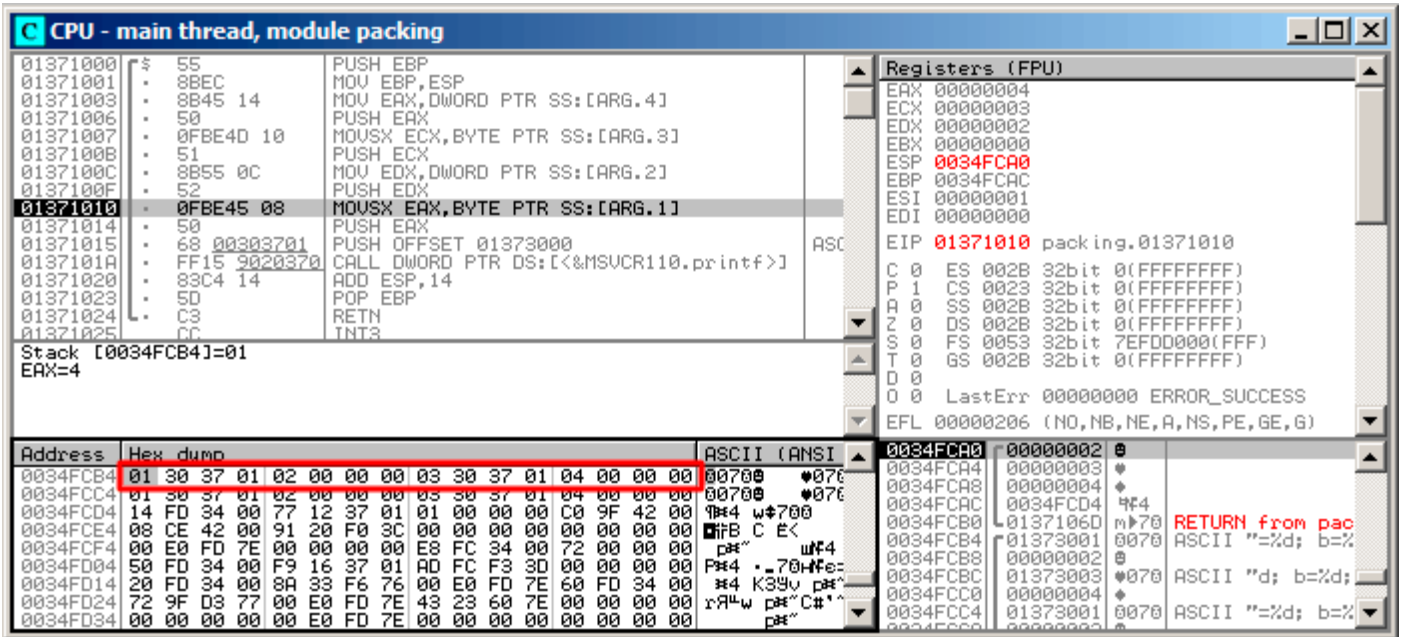 CPU - main thread, module packing
01371000 $ 55 PUSH EBP
01371001 . 8BEC MOV EBP,ESP
01371003 . 8B45 14 MOV EAX,DWORD PTR SS:[ARG.4]
01371006 . 50 PUSH EAX
01371007 . 0FBE4D 10 MOVSX ECX,BYTE PTR SS:[ARG.3]
0137100B . 51 PUSH ECX
0137100C . 8B55 0C MOV EDX,DWORD PTR SS:[ARG.2]
0137100F . 52 PUSH EDX
01371010 . 0FBE45 08 MOVSX EAX,BYTE PTR SS:[ARG.1]
01371014 . 50 PUSH EAX
01371015 . 68 00303701 PUSH OFFSET 01373000 ASC
0137101A . FF15 9020370 CALL DWORD PTR DS:[<&MSVCR110.printf>]
01371020 . 83C4 14 ADD ESP,14
01371023 . 5D POP EBP
01371024 . C3 RETN
01371025 CC INT3
Stack [0034FCB4]=01
EAX=4
Registers (FPU)
EAX 00000004
ECX 00000003
EDX 00000002
EBX 00000000
ESP 0034FCA0
EBP 0034FCAC
ESI 00000001
EDI 00000000
EIP 01371010 packing.01371010
C 0 ES 002B 32bit 0(FFFFFFFF)
P 1 CS 0023 32bit 0(FFFFFFFF)
A 0 SS 002B 32bit 0(FFFFFFFF)
Z 0 DS 002B 32bit 0(FFFFFFFF)
S 0 FS 0053 32bit 7EFDD000(FFF)
T 0 GS 002B 32bit 0(FFFFFFFF)
D 0
O 0 LastErr 00000000 ERROR_SUCCESS
EFL 00000206 (NO,NB,NE,A,NS,PE,GE,G)
Address Hex dump ASCII (ANSI
0034FCB4 01 30 37 01 02 00 00 00 03 30 37 01 04 00 00 00
0034FCC4 01 30 37 01 02 00 00 00 03 30 37 01 04 00 00 00
0034FCD4 14 FD 34 00 77 12 37 01 01 00 00 00 C0 9F 42 00
0034FCE4 08 CE 42 00 91 20 F0 3C 00 00 00 00 00 00 00 00
0034FCF4 00 E0 FD 7E 00 00 00 00 E8 FC 34 00 72 00 00 00
0034FD04 50 FD 34 00 F9 16 37 01 AD FC F3 3D 00 00 00 00
0034FD14 20 FD 34 00 8A 33 F6 76 00 E0 FD 7E 60 FD 34 00
0034FD24 72 9F D3 77 00 E0 FD 7E 43 23 60 7E 00 00 00 00
0034FD34 00 00 00 00 00 E0 FD 7E 00 00 00 00 00 00 00 00
0034FCA0 00000002
0034FCA4 00000003
0034FCA8 00000004
0034FCAC 0034FCD4
0034FCB0 0137106D RETURN from pac
0034FCB4 01373001 ASCII "=%d; b=%
0034FCB8 00000002
0034FCBC 01373003 ASCII "d; b=%d;
0034FCC0 00000004
0034FCC4 01373001 ASCII "=%d; b=%